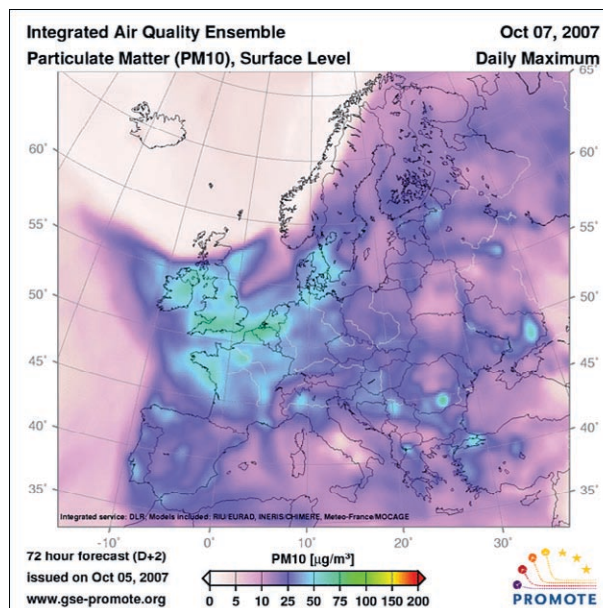 Integrated Air Quality Ensemble Oct 07, 2007
Particulate Matter (PM10), Surface Level Daily Maximum
65°
60° 60°
55° 55°
50° 50°
45° 45°
40° 40°
35° 35°
Integrated service: DLR; Models included: RIU/EURAD, INERIS/CHIMERE, Meteo-France/MOCAGE
-10° 0° 10° 20° 30°
72 hour forecast (D+2) PM10 [µg/m³]
issued on Oct 05, 2007
www.gse-promote.org 0 5 10 25 50 75 100 150 200
PROMOTE